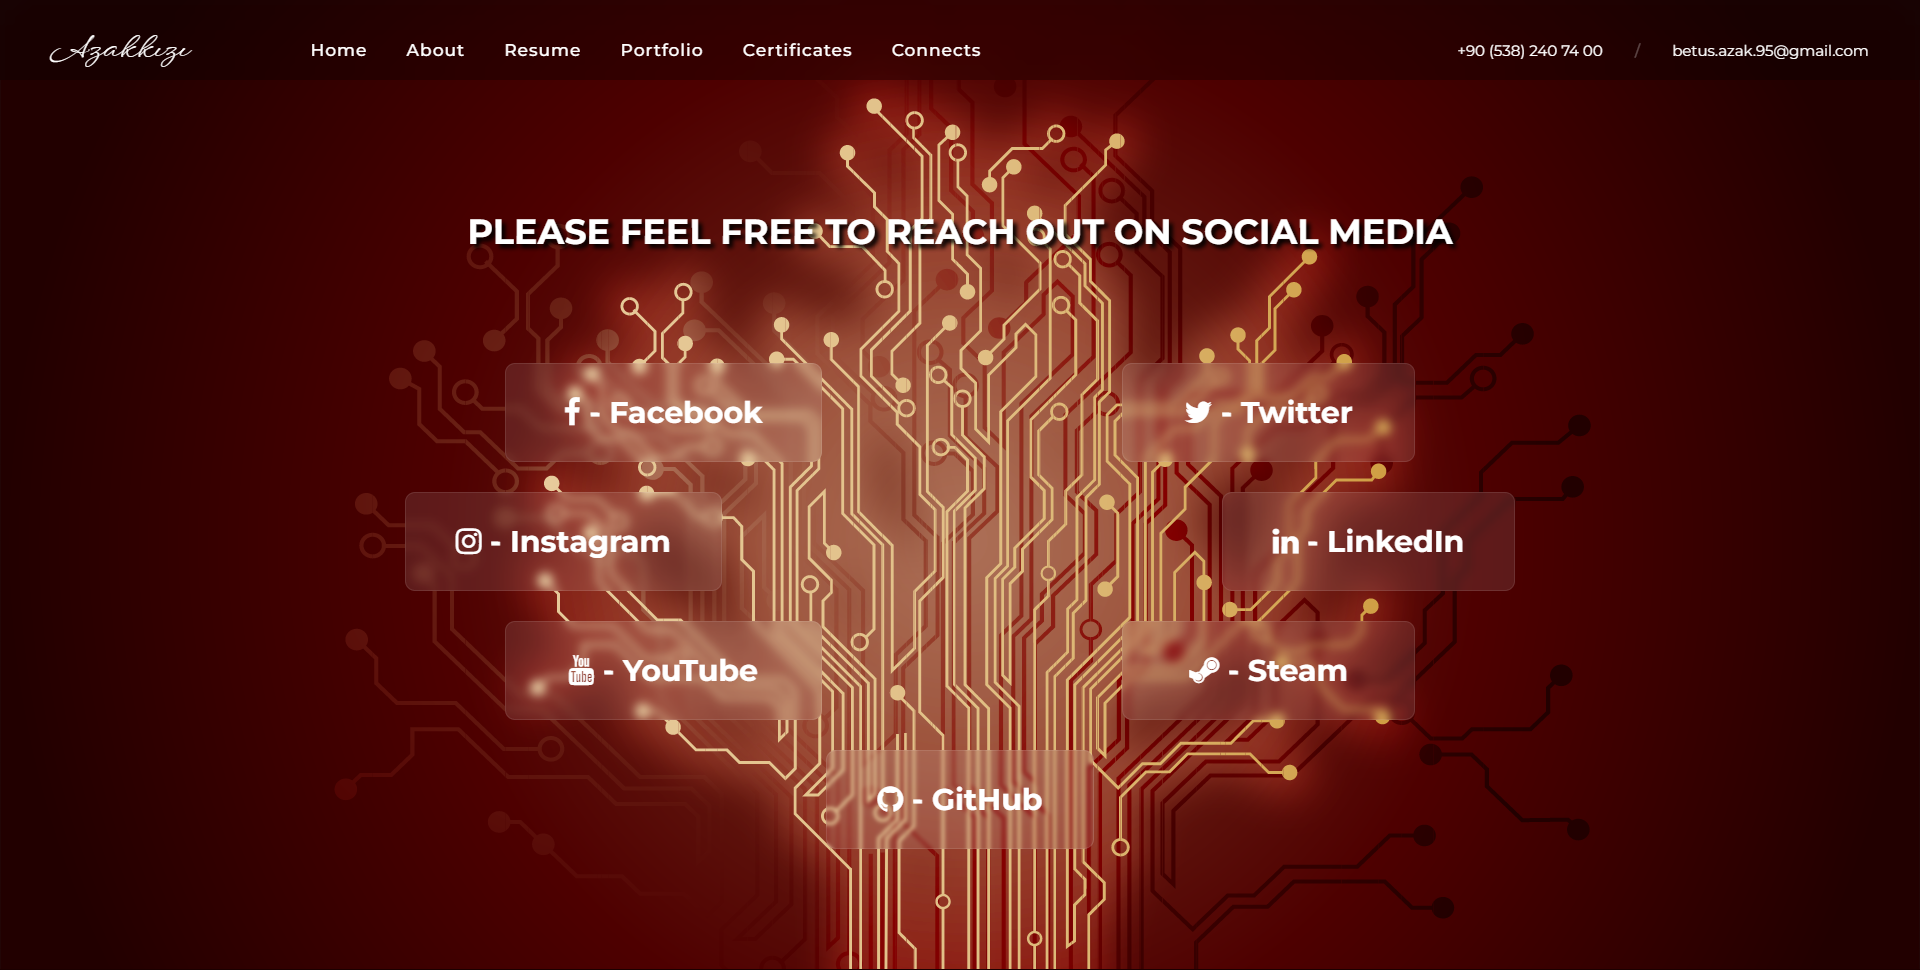 Azakkızı
Home About Resume Portfolio Certificates Connects
+90 (538) 240 74 00 / betus.azak.95@gmail.com
PLEASE FEEL FREE TO REACH OUT ON SOCIAL MEDIA
- Facebook
- Twitter
- Instagram
- LinkedIn
You Tube - YouTube
- Steam
- GitHub